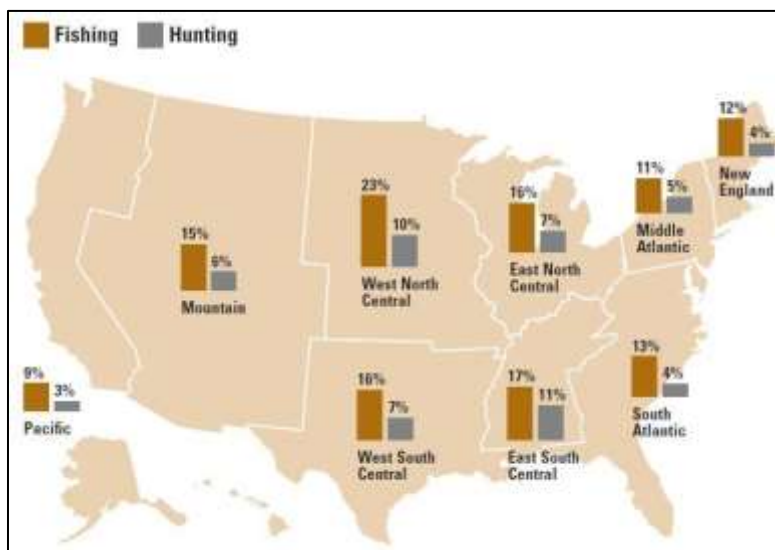 Fishing Hunting
12%
4%
New
England
11%
5%
Middle
Atlantic
23%
10%
West North
Central
16%
7%
East North
Central
15%
6%
Mountain
13%
4%
South
Atlantic
9%
3%
Pacific
16%
7%
West South
Central
17%
11%
East South
Central